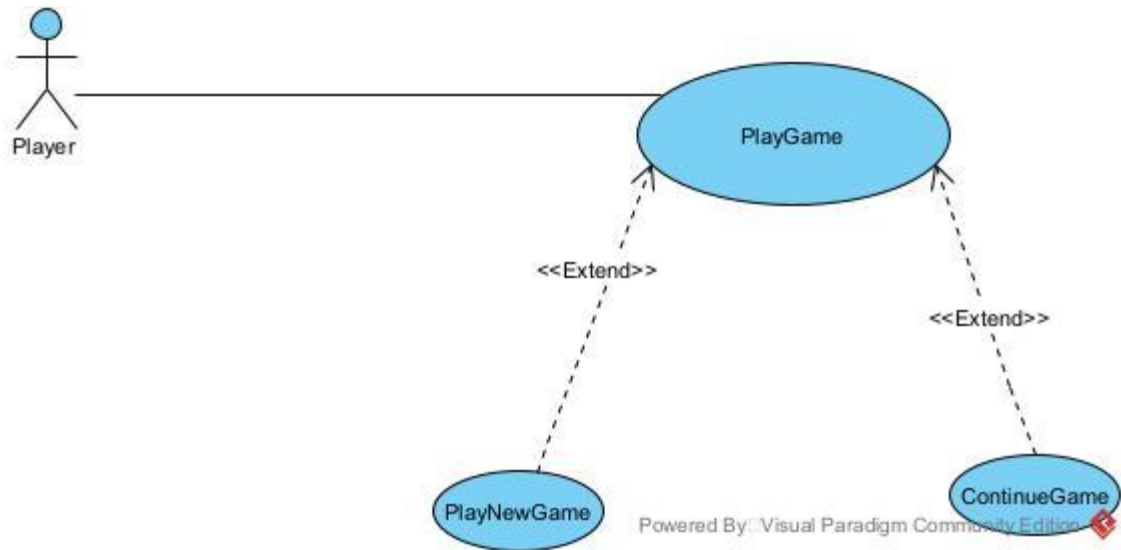 PlayGame
Player
<<Extend>>
<<Extend>>
PlayNewGame
ContinueGame
Powered By Visual Paradigm Community Edition